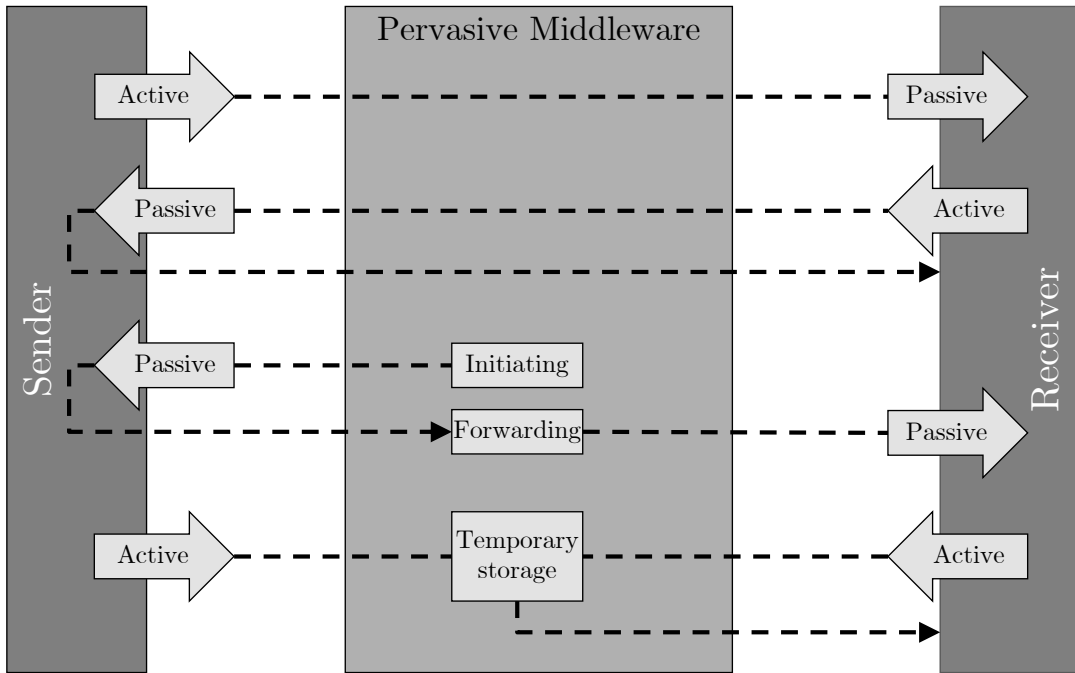 Pervasive Middleware
Active
Passive
Passive
Active
Sender
Receiver
Passive
Initiating
Forwarding
Passive
Active
Temporary
storage
Active